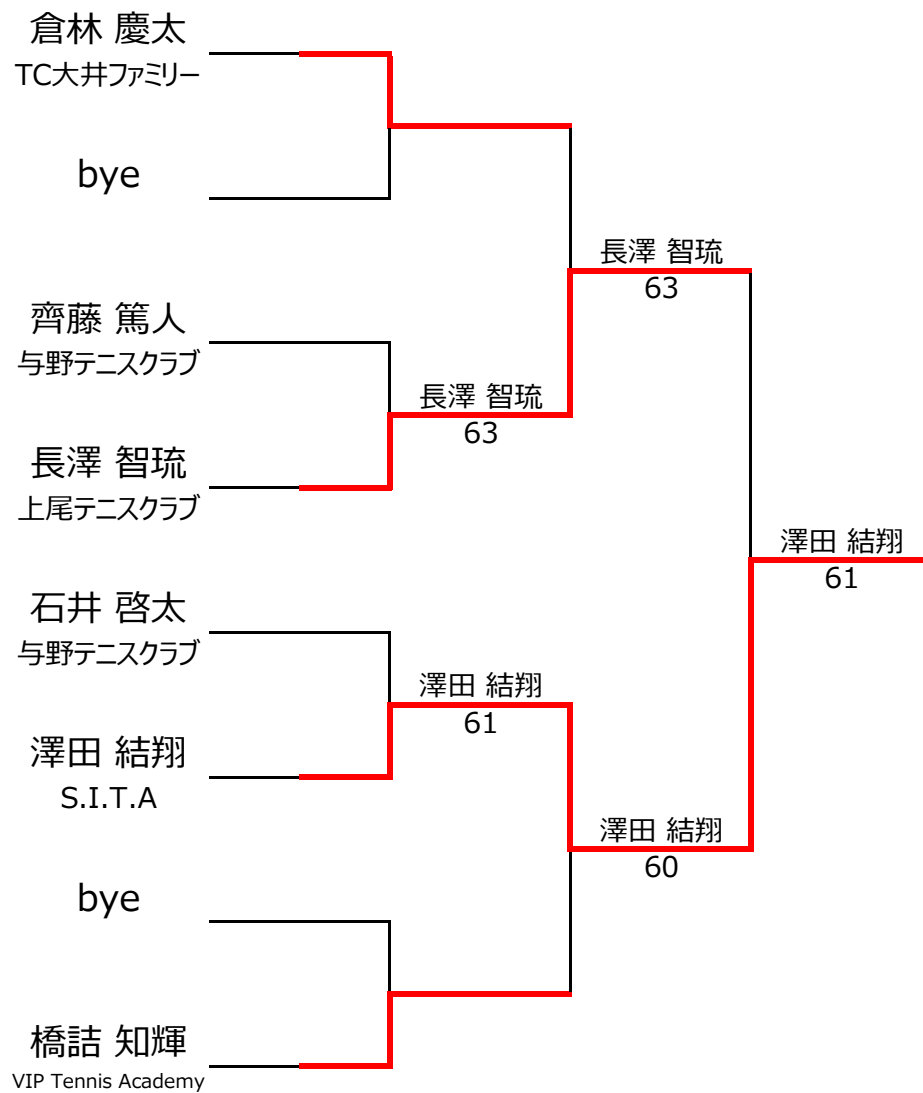 倉林 慶太
TC大井ファミリー
bye
長澤 智琉
63
齊藤 篤人
与野テニスクラブ
長澤 智琉
63
長澤 智琉
上尾テニスクラブ
澤田 結翔
61
石井 啓太
与野テニスクラブ
澤田 結翔
61
澤田 結翔
S.I.T.A
澤田 結翔
60
bye
橋詰 知輝
VIP Tennis Academy